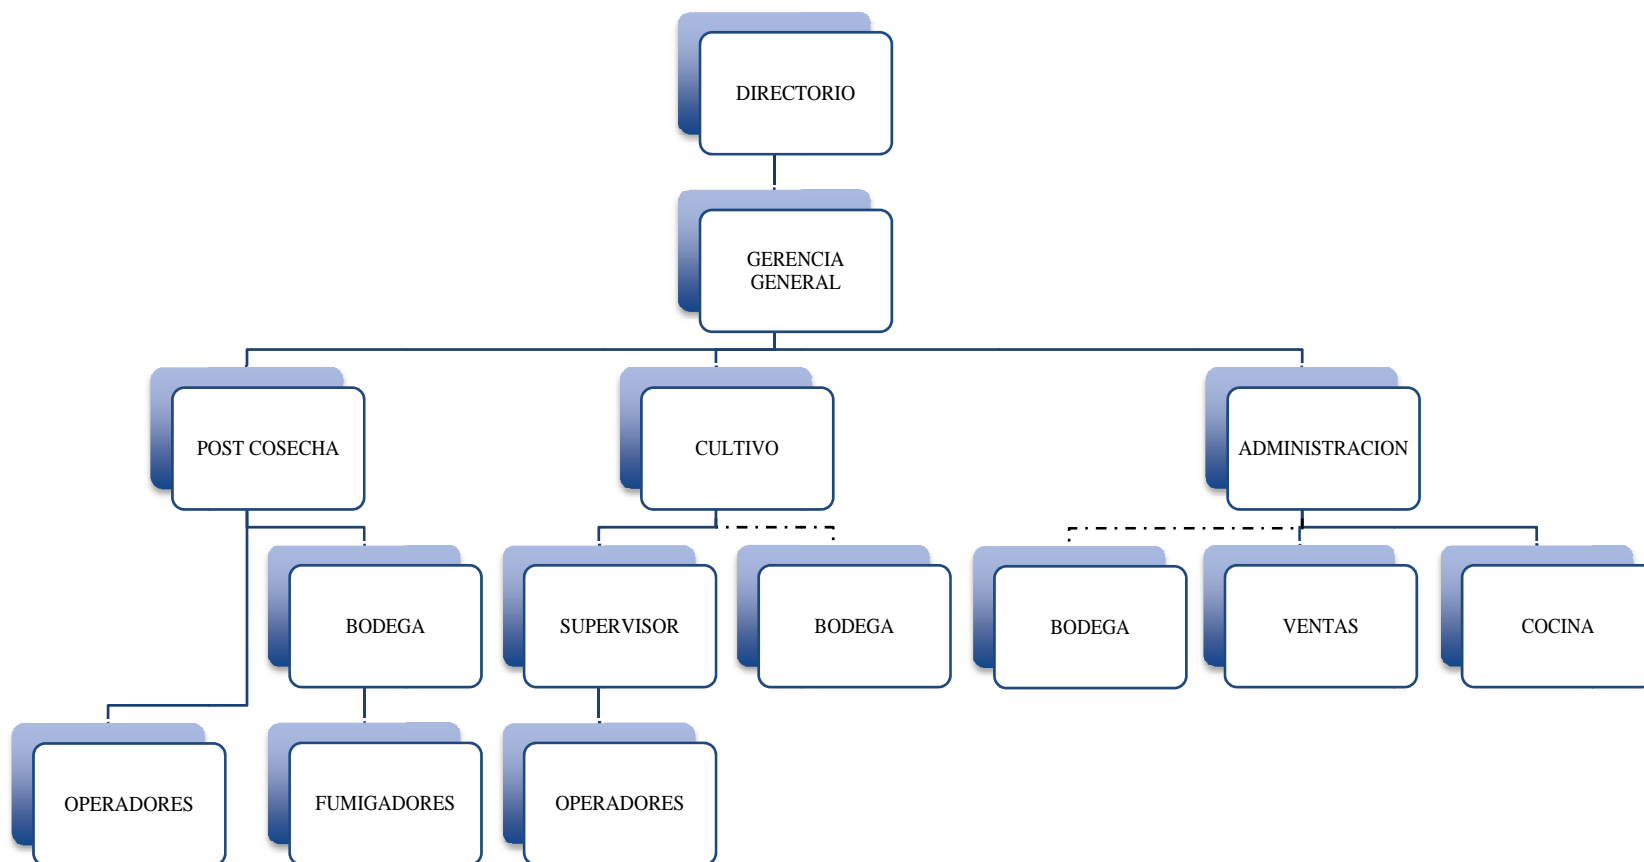 DIRECTORIO
GERENCIA
GENERAL
POST COSECHA
CULTIVO
ADMINISTRACION
BODEGA
SUPERVISOR
BODEGA
BODEGA
VENTAS
COCINA
OPERADORES
FUMIGADORES
OPERADORES